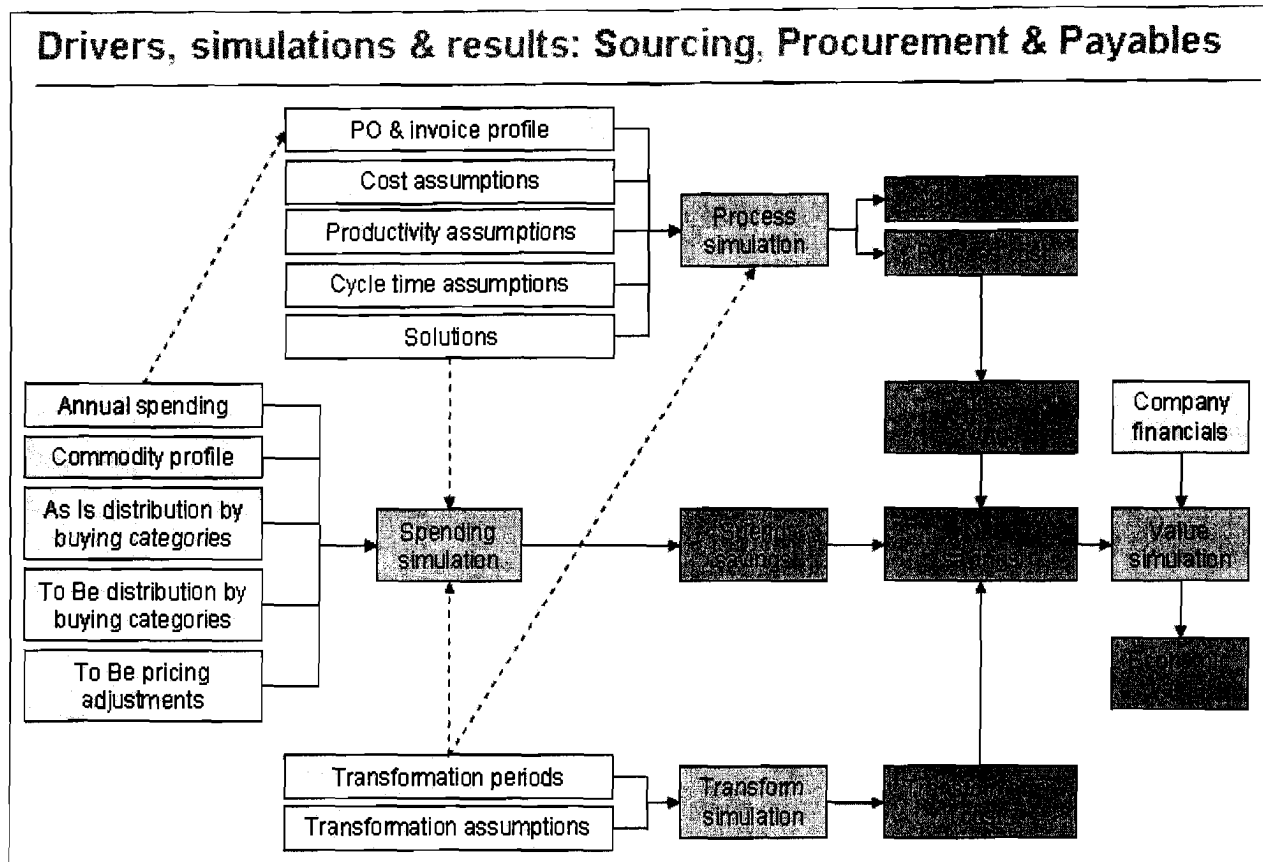 Drivers, simulations & results: Sourcing, Procurement & Payables
PO & invoice profile
Cost assumptions
Productivity assumptions
Cycle time assumptions
Solutions
Process
simulation
Annual spending
Commodity profile
As Is distribution by
buying categories
To Be distribution by
buying categories
To Be pricing
adjustments
Spending
simulation
savings
Company
financials
Value
simulation
Transformation periods
Transformation assumptions
Transform
simulation